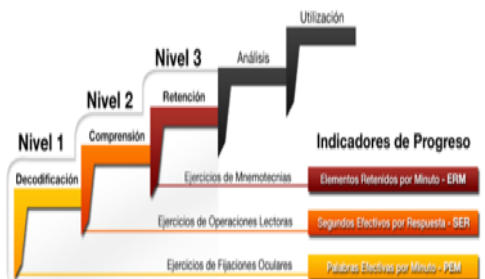 Utilización
Nivel 3
Análisis
Nivel 2
Retención
Nivel 1
Comprensión
Indicadores de Progreso
Decodificación
Ejercicios de Mnemotecnias
Elementos Retenidos por Minuto - ERM
Ejercicios de Operaciones Lectoras
Segundos Efectivos por Respuesta - SER
Ejercicios de Fijaciones Oculares
Palabras Efectivas por Minuto - PEM